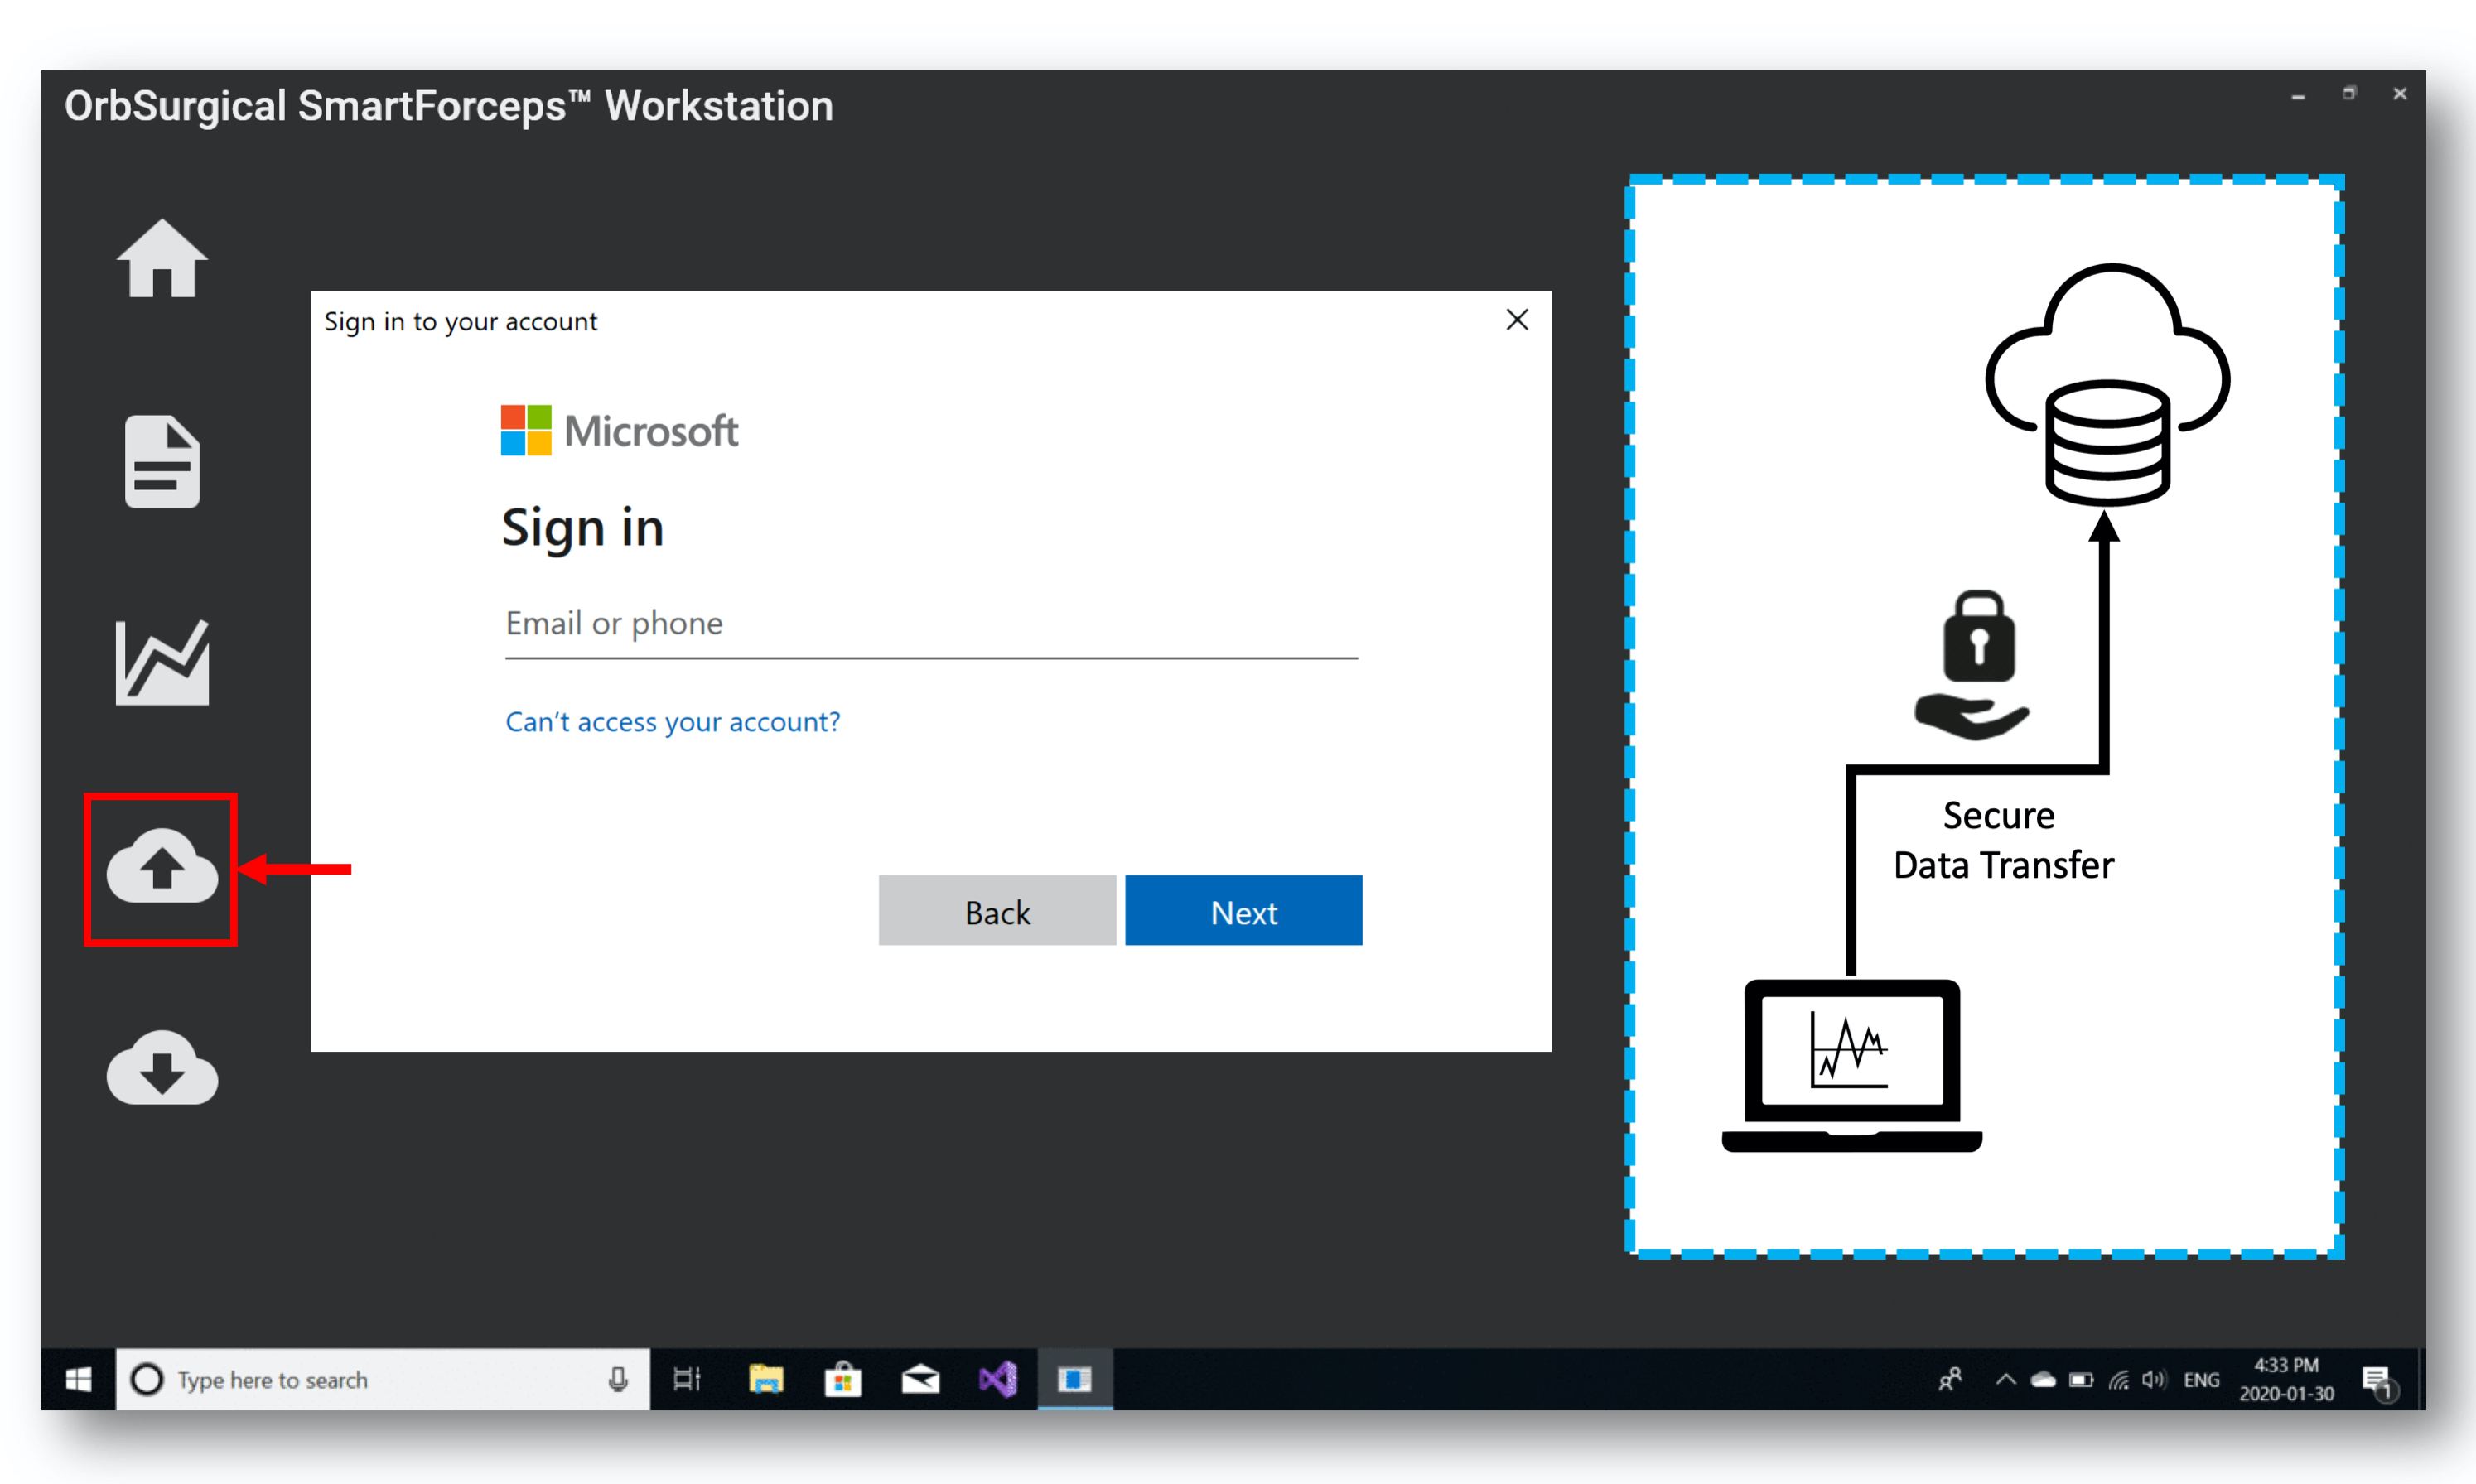 OrbSurgical SmartForceps™ Workstation
Sign in to your account
Microsoft
Sign in
Email or phone
Can't access your account?
Back
Next
Secure
Data Transfer
Type here to search
ENG
4:33 PM
2020-01-30
1